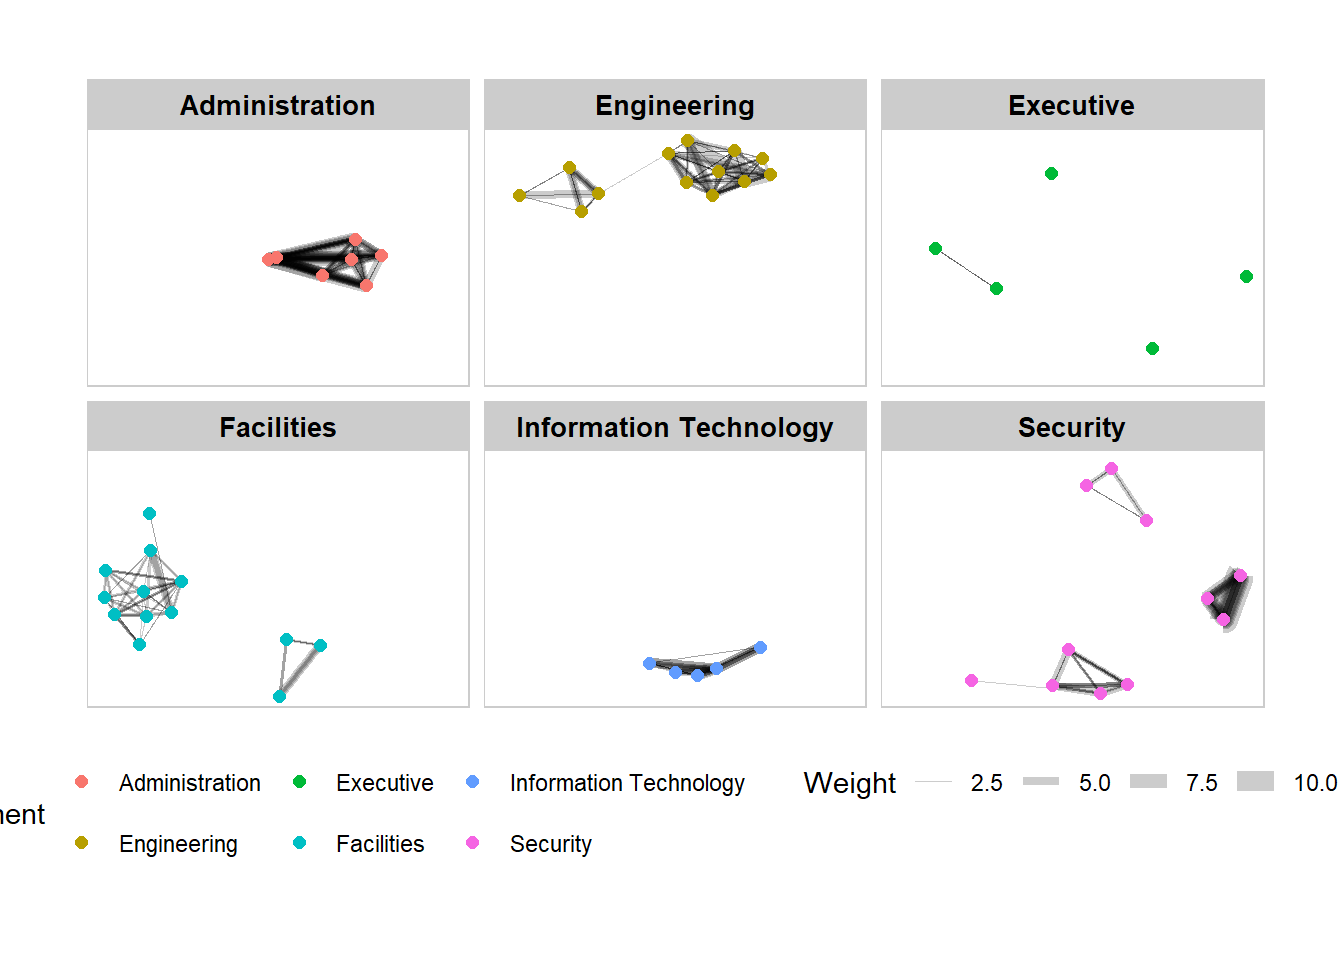 Administration
Engineering
Executive
Facilities
Information Technology
Security
Administration Executive Information Technology Weight 2.5 5.0 7.5 10.0
ment
Engineering Facilities Security